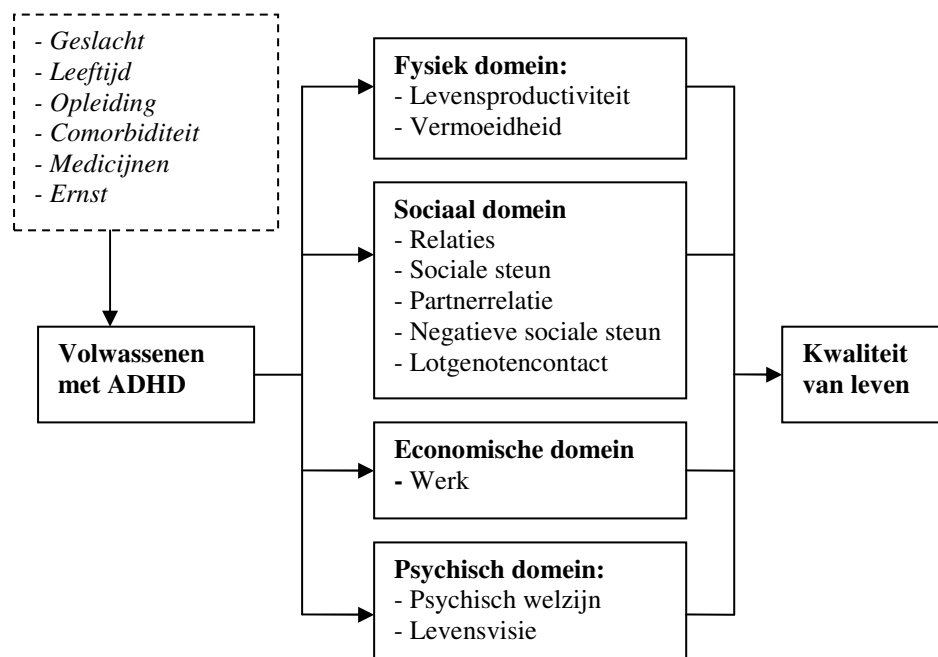 - Geslacht
- Leeftijd
- Opleiding
- Comorbiditeit
- Medicijnen
- Ernst
Volwassenen
met ADHD
Fysiek domein:
- Levensproductiviteit
- Vermoeidheid
Sociaal domein
- Relaties
- Sociale steun
- Partnerrelatie
- Negatieve sociale steun
- Lotgenotencontact
Economische domein
- Werk
Psychisch domein:
- Psychisch welzijn
- Levensvisie
Kwaliteit
van leven